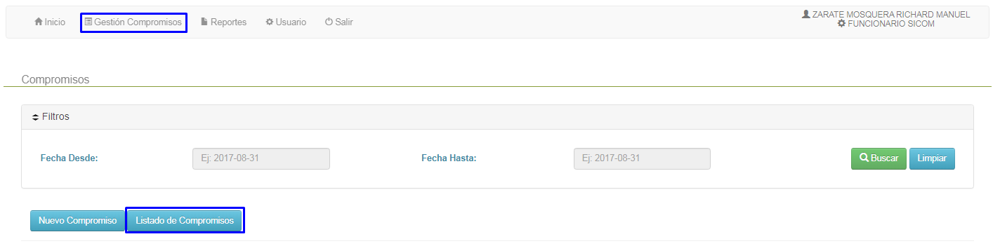 Inicio Gestión Compromisos Reportes Usuario Salir
ZARATE MOSQUERA RICHARD MANUEL
FUNCIONARIO SICOM
Compromisos
Filtros
Fecha Desde: Ej: 2017-08-31 Fecha Hasta: Ej: 2017-08-31 Buscar Limpiar
Nuevo Compromiso Listado de Compromisos